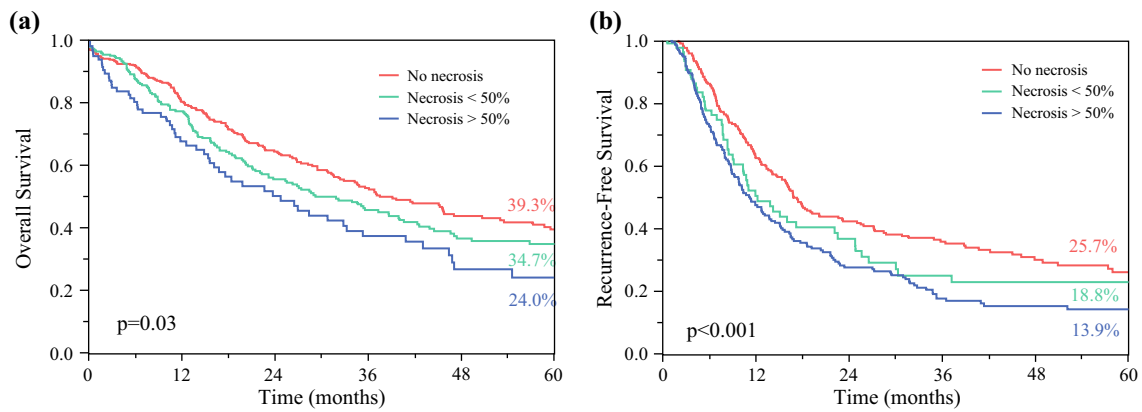 (a)
1.0
0.8
0.6
0.4
0.2
0.0
Overall Survival
No necrosis
Necrosis < 50%
Necrosis > 50%
39.3%
34.7%
24.0%
p=0.03
0 12 24 36 48 60
Time (months)
(b)
1.0
0.8
0.6
0.4
0.2
0.0
Recurrence-Free Survival
No necrosis
Necrosis < 50%
Necrosis > 50%
25.7%
18.8%
13.9%
p<0.001
0 12 24 36 48 60
Time (months)